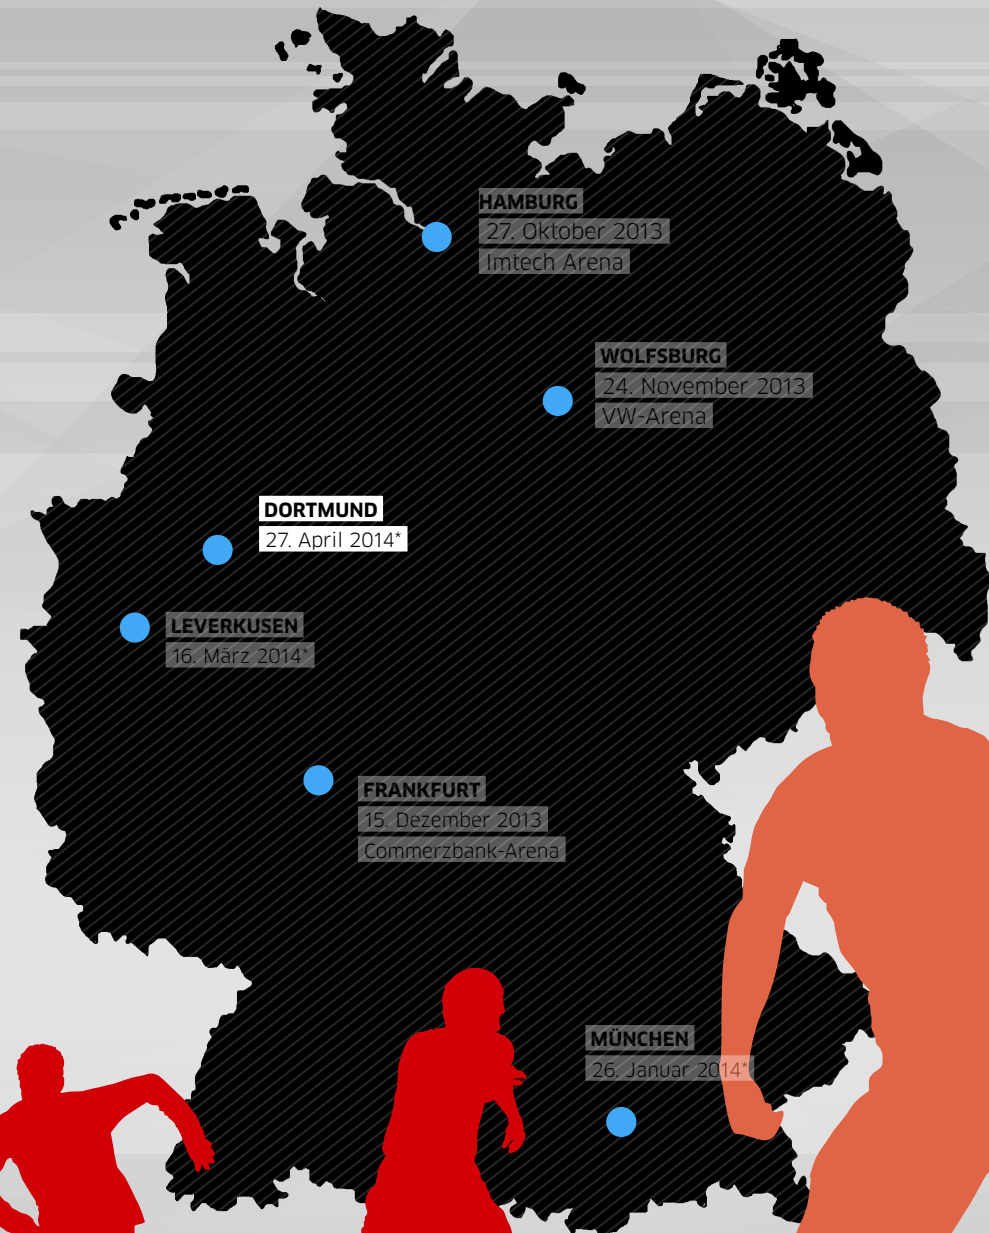 HAMBURG
27. Oktober 2013
Imtech Arena
WOLFSBURG
24. November 2013
VW-Arena
DORTMUND
27. April 2014*
LEVERKUSEN
16. März 2014*
FRANKFURT
15. Dezember 2013
Commerzbank-Arena
MÜNCHEN
26. Januar 2014*